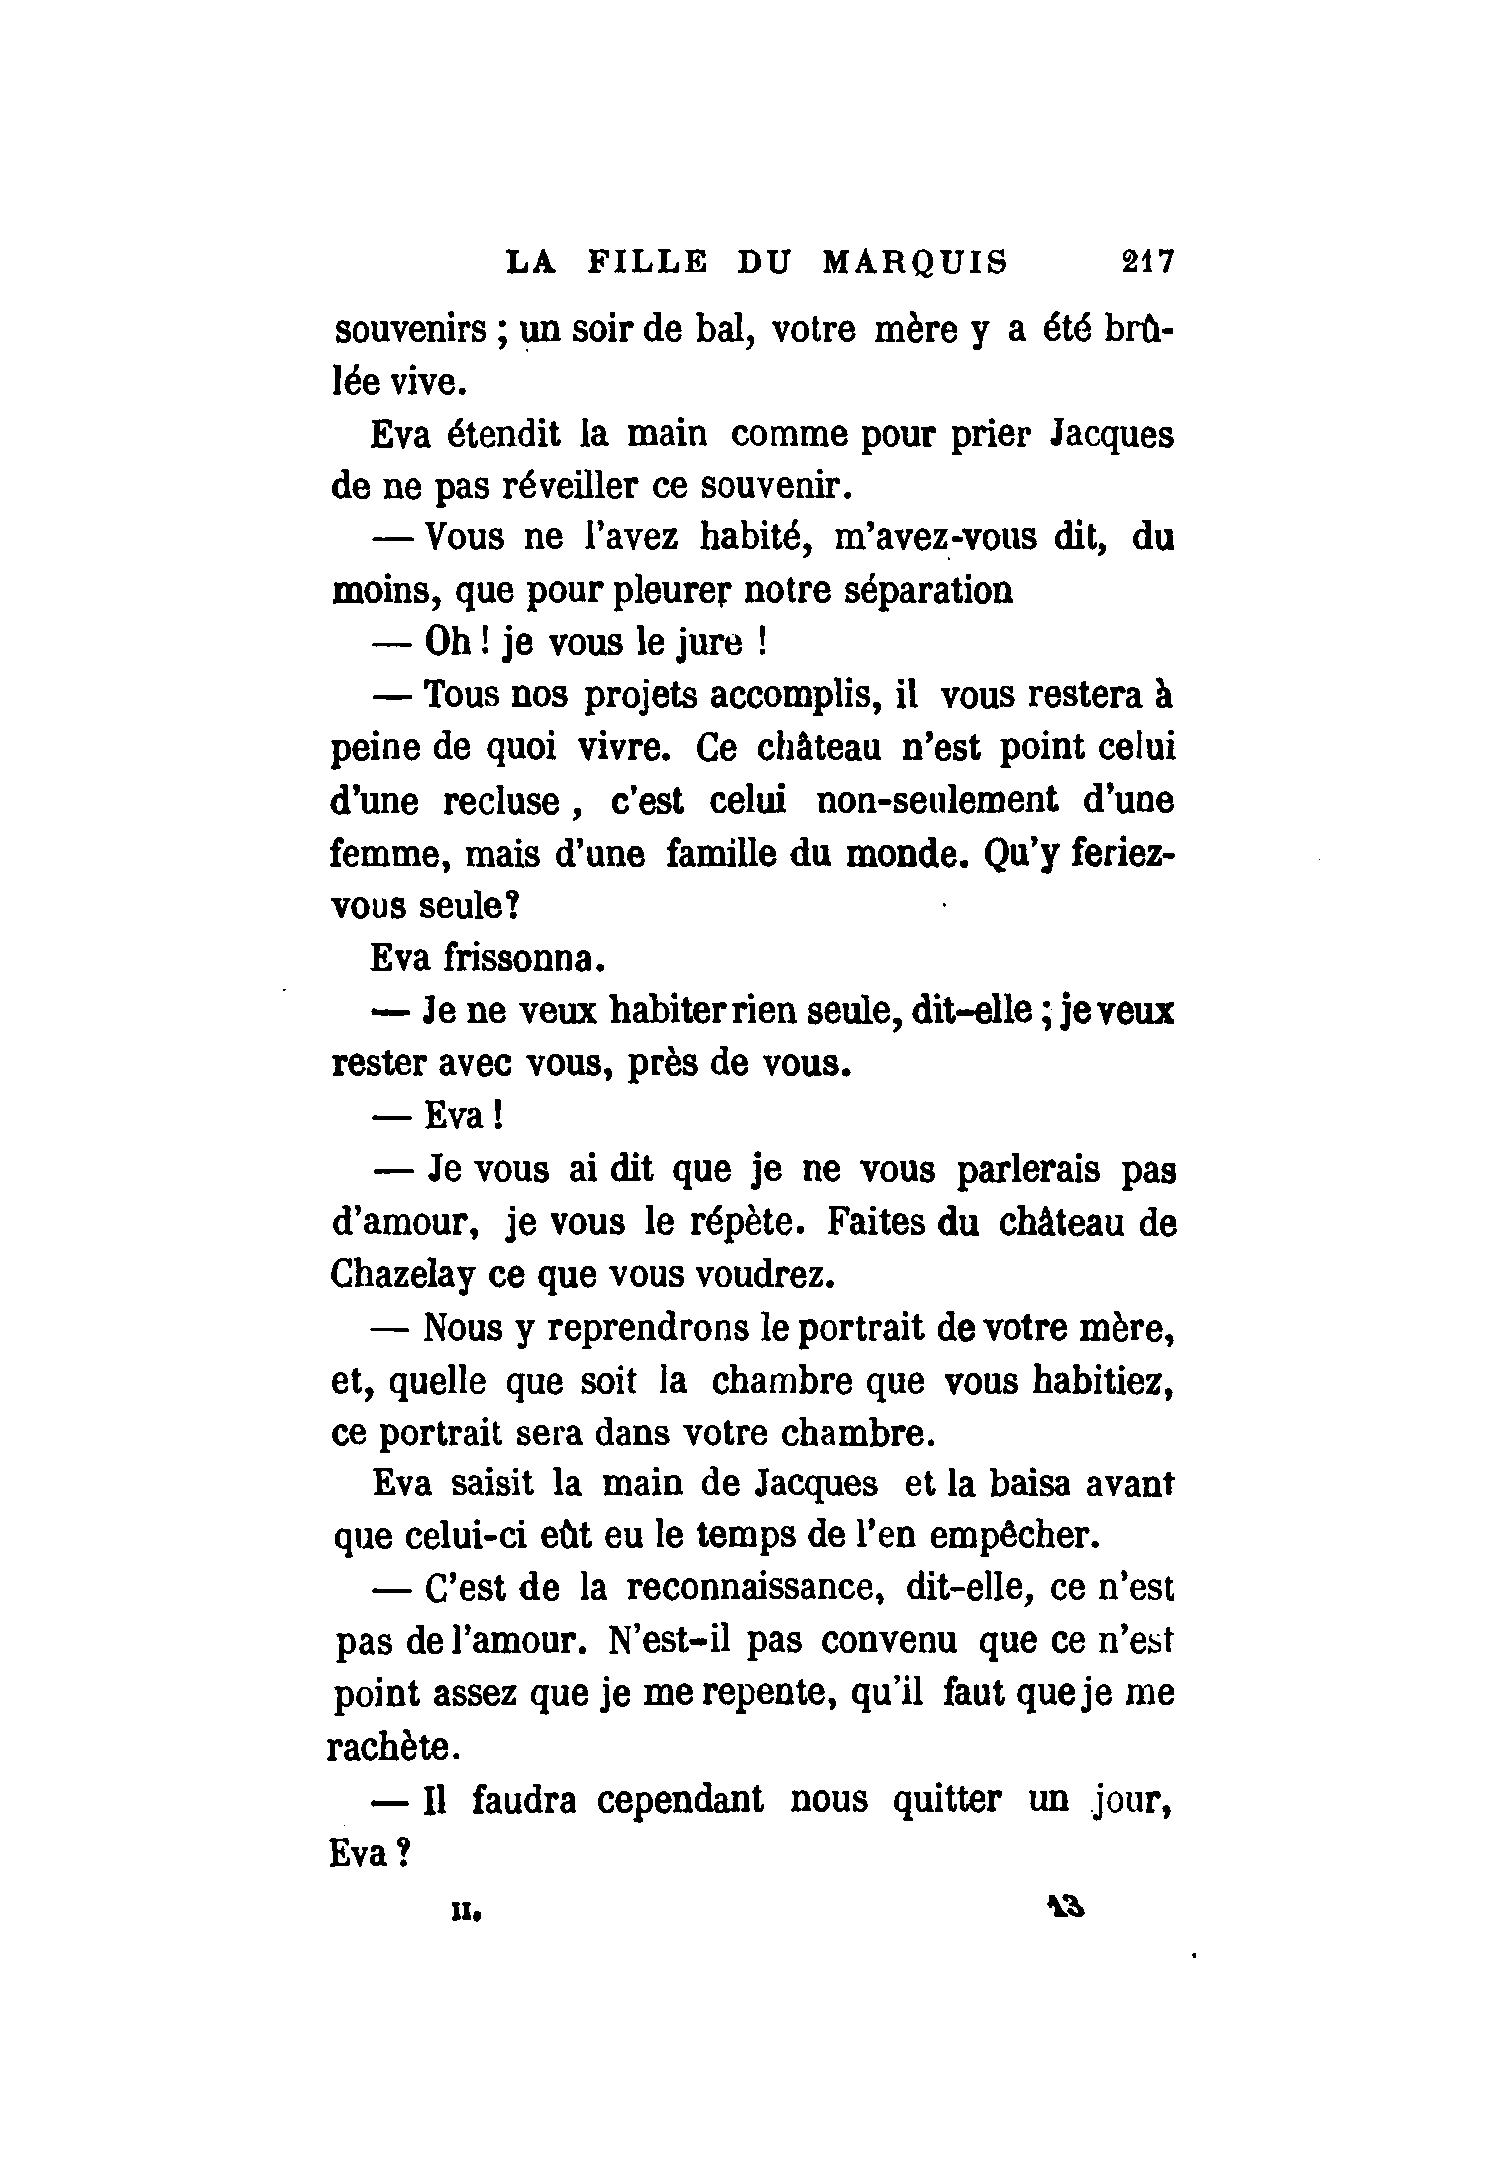 LA FILLE DU MARQUIS 217
souvenirs ; un soir de bal, votre mère y a été brû-
lée vive.
Eva étendit la main comme pour prier Jacques
de ne pas réveiller ce souvenir.
— Vous ne l'avez habité, m'avez-vous dit, du
moins, que pour pleurer notre séparation
— Oh ! je vous le jure !
— Tous nos projets accomplis, il vous restera à
peine de quoi vivre. Ce château n'est point celui
d'une recluse , c'est celui non-seulement d'une
femme, mais d'une famille du monde. Qu'y feriez-
vous seule?
Eva frissonna.
— Je ne veux habiter rien seule, dit-elle ; je veux
rester avec vous, près de vous.
— Eva !
— Je vous ai dit que je ne vous parlerais pas
d'amour, je vous le répète. Faites du château de
Chazelay ce que vous voudrez.
— Nous y reprendrons le portrait de votre mère,
et, quelle que soit la chambre que vous habitiez,
ce portrait sera dans votre chambre.
Eva saisit la main de Jacques et la baisa avant
que celui-ci eût eu le temps de l'en empêcher.
— C'est de la reconnaissance, dit-elle, ce n'est
pas de l'amour. N'est-il pas convenu que ce n'est
point assez que je me repente, qu'il faut que je me
rachète.
— Il faudra cependant nous quitter un jour,
Eva ?
II. 13